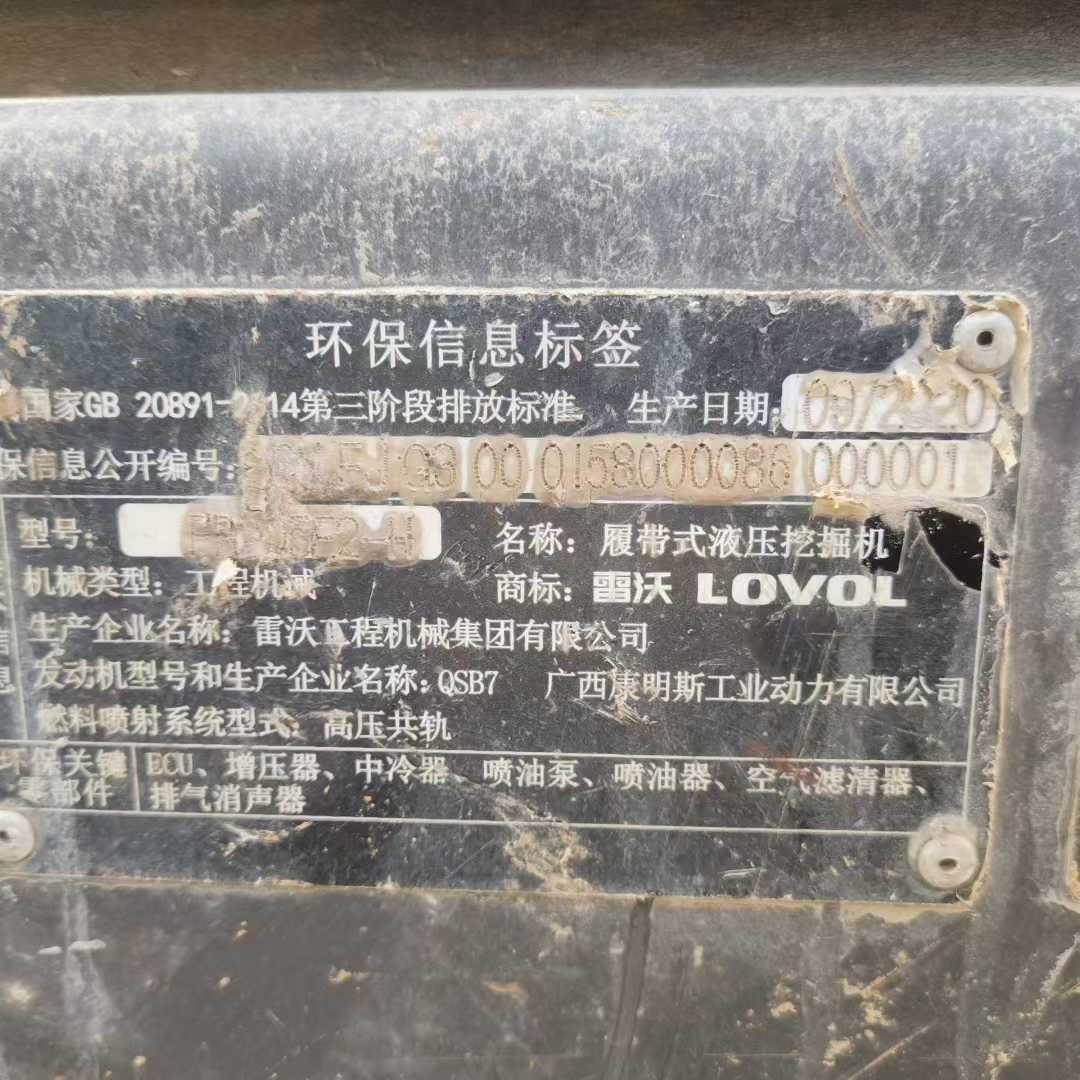 环保信息标签
国家GB 20891-2014第三阶段排放标准 生产日期:09/2020
保信息公开编号: G3 00 0158000086 000001
型号: 名称：履带式液压挖掘机
机械类型：工程机械 商标：雷沃 LOVOL
生产企业名称：雷沃工程机械集团有限公司
发动机型号和生产企业名称：QSB7 广西康明斯工业动力有限公司
燃料喷射系统型式：高压共轨
环保关键 ECU、增压器、中冷器、喷油泵、喷油器、空气滤清器、
零部件 排气消声器